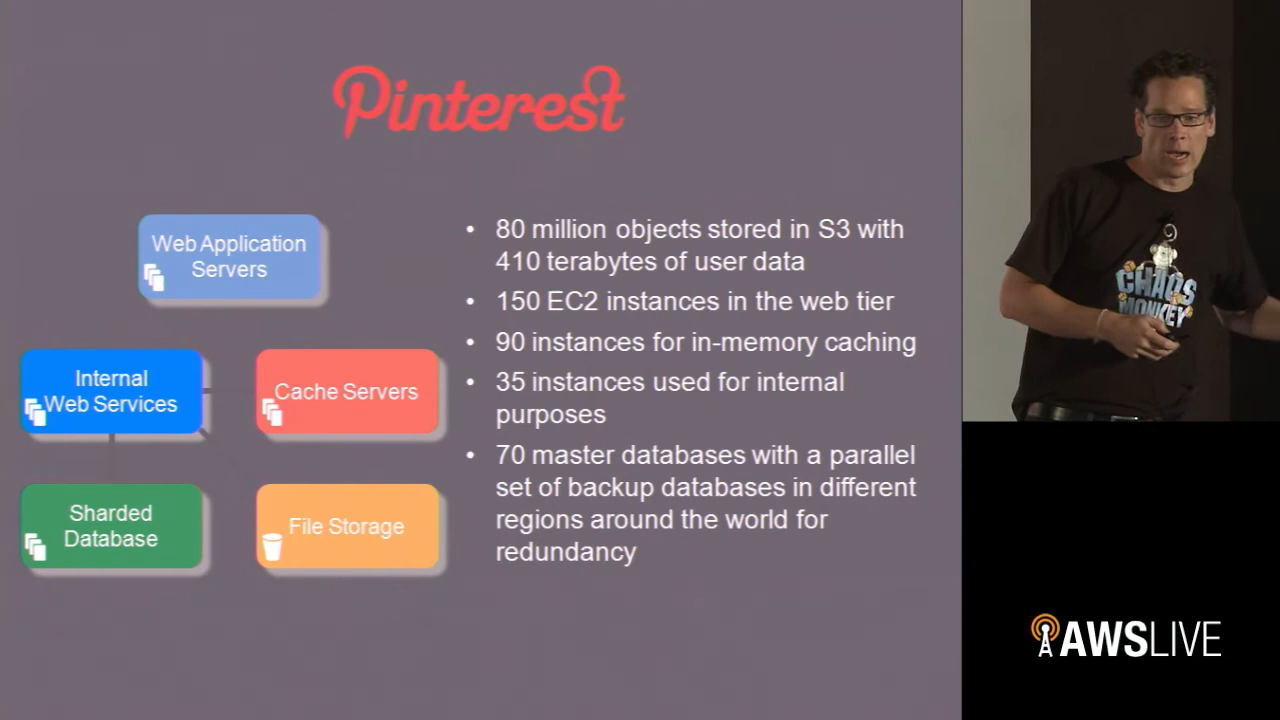 Pinterest
Web Application
Servers
Internal
Web Services
Cache Servers
Sharded
Database
File Storage
• 80 million objects stored in S3 with
410 terabytes of user data
• 150 EC2 instances in the web tier
• 90 instances for in-memory caching
• 35 instances used for internal
purposes
• 70 master databases with a parallel
set of backup databases in different
regions around the world for
redundancy
CHAOS
MONKEY
AWSLIVE